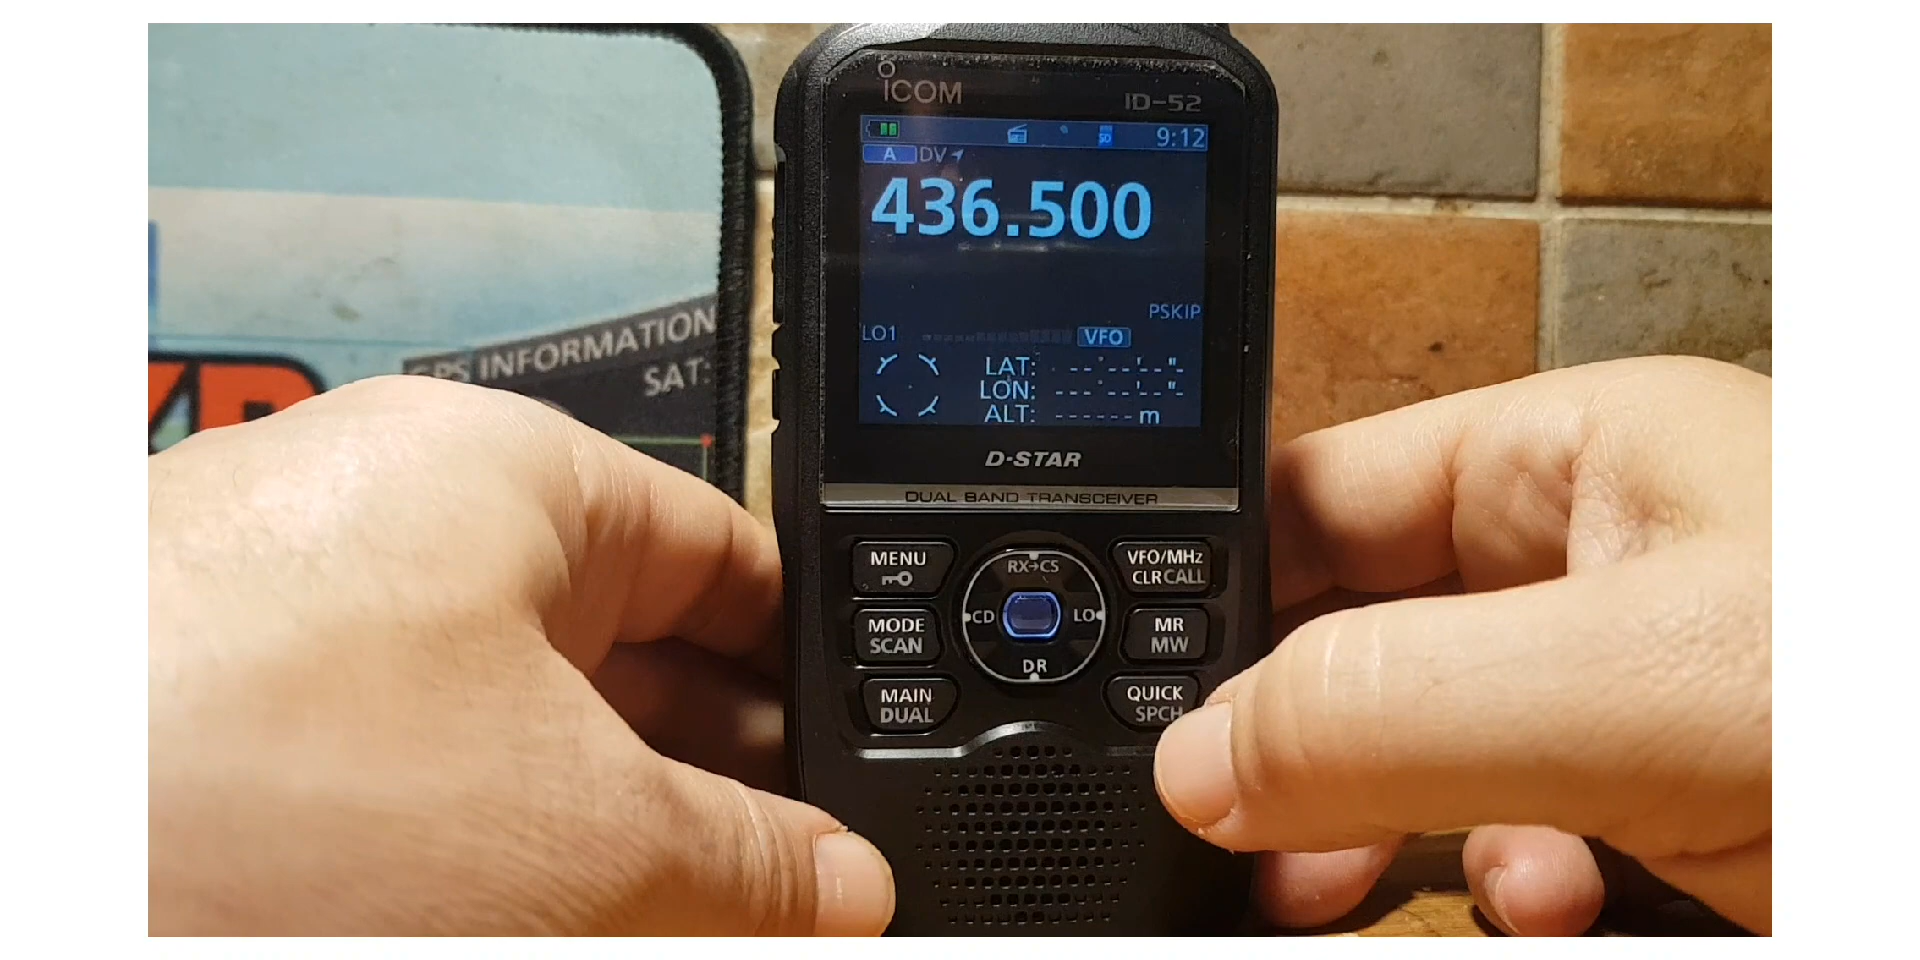 ICOM
ID-52
SD
9:12
A DV
436.500
PSKIP
LO1
VFO
LAT: --°--'--"
LON: ---°--'--"
ALT: ------m
D-STAR
DUAL BAND TRANSCEIVER
GPS INFORMATION
SAT:
MENU
RX→CS
VFO/MHz
CLR CALL
MODE
SCAN
CD
LO
MR
MW
DR
MAIN
DUAL
QUICK
SPCH